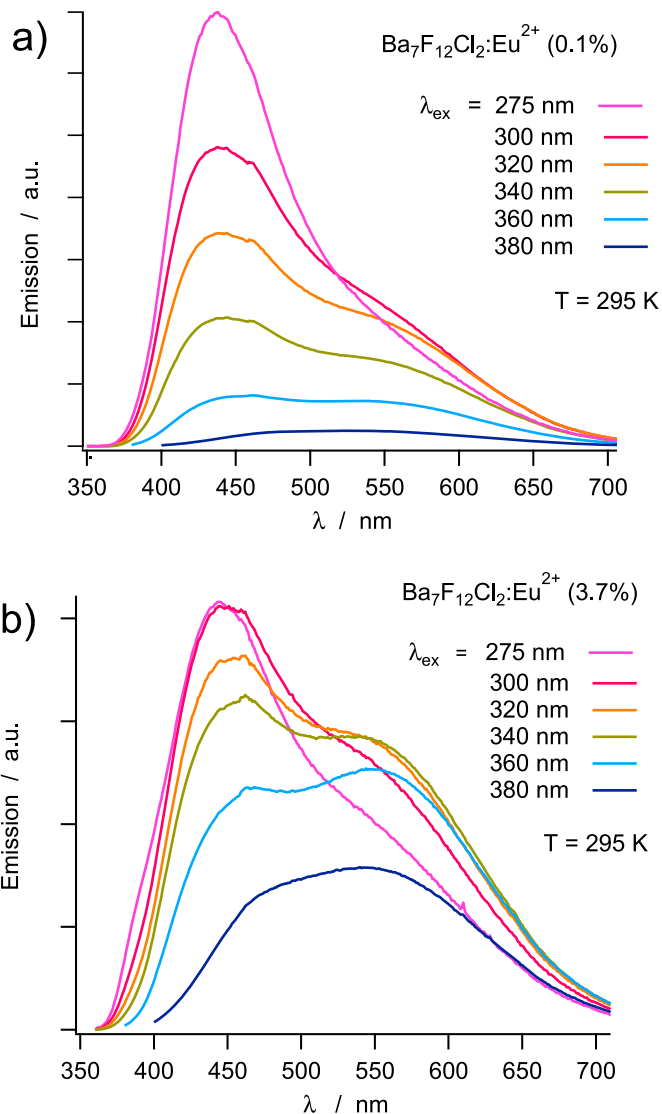 a)
Ba₇F₁₂Cl₂:Eu²⁺ (0.1%)
λex = 275 nm
300 nm
320 nm
340 nm
360 nm
380 nm
T = 295 K
Emission / a.u.
350 400 450 500 550 600 650 700
λ / nm
b)
Ba₇F₁₂Cl₂:Eu²⁺ (3.7%)
λex = 275 nm
300 nm
320 nm
340 nm
360 nm
380 nm
T = 295 K
Emission / a.u.
350 400 450 500 550 600 650 700
λ / nm